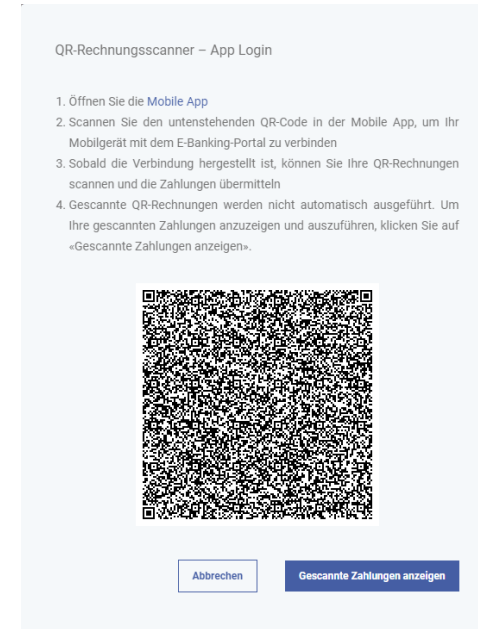 QR-Rechnungsscanner – App Login
1. Öffnen Sie die Mobile App
2. Scannen Sie den untenstehenden QR-Code in der Mobile App, um Ihr
Mobilgerät mit dem E-Banking-Portal zu verbinden
3. Sobald die Verbindung hergestellt ist, können Sie Ihre QR-Rechnungen
scannen und die Zahlungen übermitteln
4. Gescannte QR-Rechnungen werden nicht automatisch ausgeführt. Um
Ihre gescannten Zahlungen anzuzeigen und auszuführen, klicken Sie auf
«Gescannte Zahlungen anzeigen».
Abbrechen
Gescannte Zahlungen anzeigen